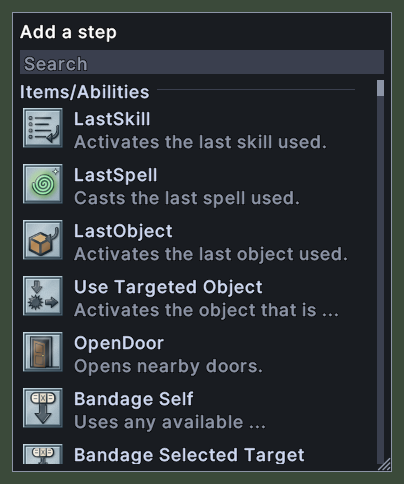 Add a step
Search
Items/Abilities
LastSkill
Activates the last skill used.
LastSpell
Casts the last spell used.
LastObject
Activates the last object used.
Use Targeted Object
Activates the object that is ...
OpenDoor
Opens nearby doors.
Bandage Self
Uses any available ...
Bandage Selected Target